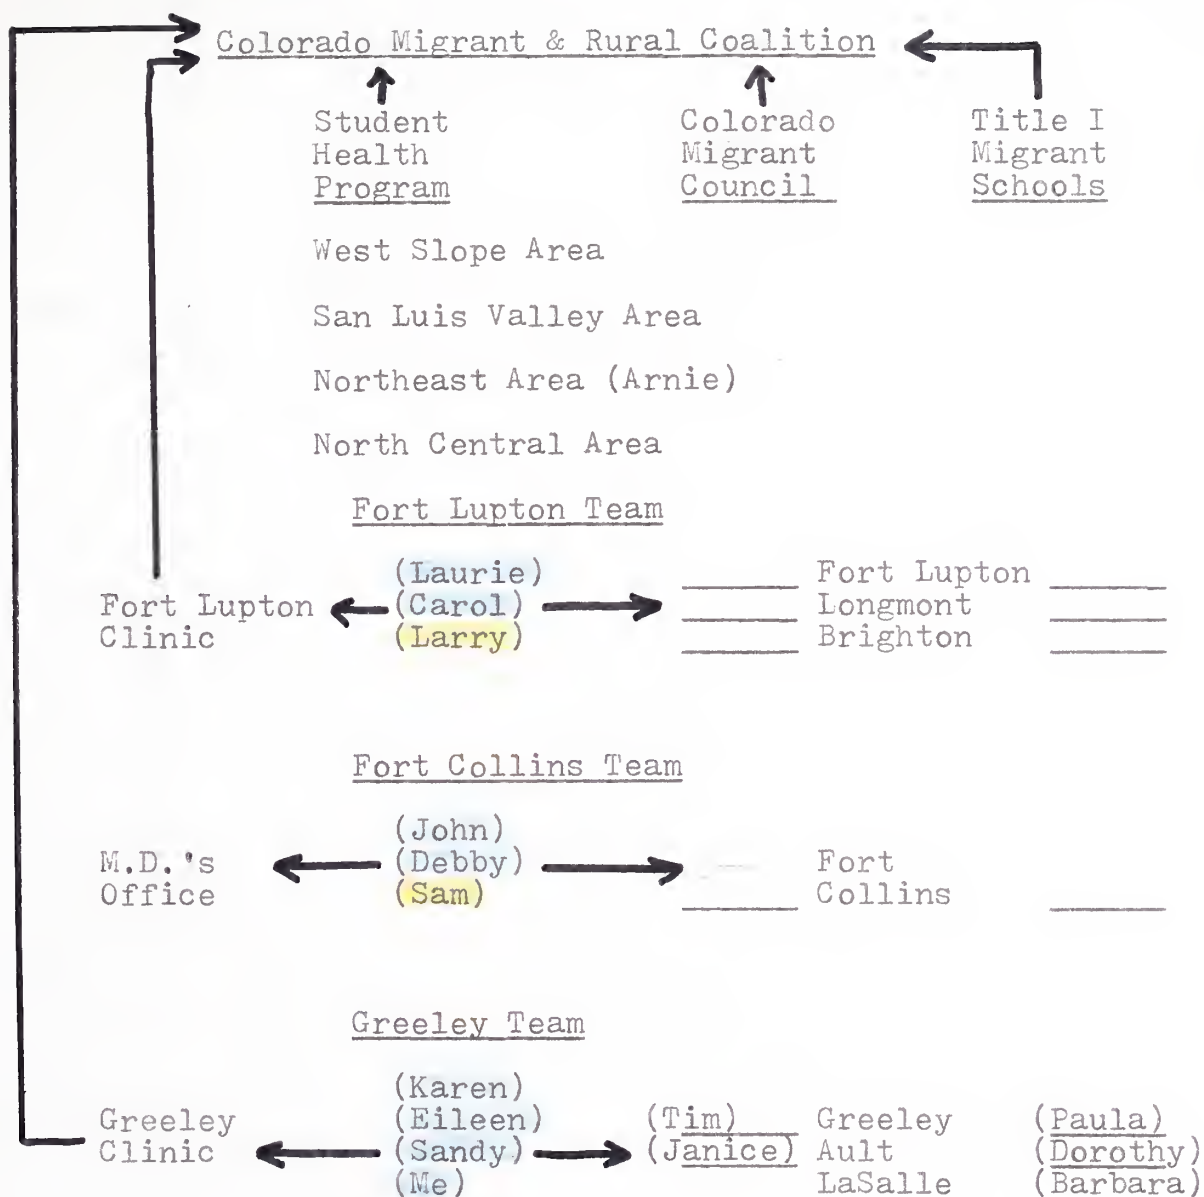 Colorado Migrant & Rural Coalition
Student Colorado Title I
Health Migrant Migrant
Program Council Schools
West Slope Area
San Luis Valley Area
Northeast Area (Arnie)
North Central Area
Fort Lupton Team
(Laurie) Fort Lupton
Fort Lupton (Carol) Longmont
Clinic (Larry) Brighton
Fort Collins Team
(John)
M.D.'s (Debby) Fort
Office (Sam) Collins
Greeley Team
(Karen)
Greeley (Eileen) (Tim) Greeley (Paula)
Clinic (Sandy) (Janice) Ault (Dorothy)
(Me) LaSalle (Barbara)